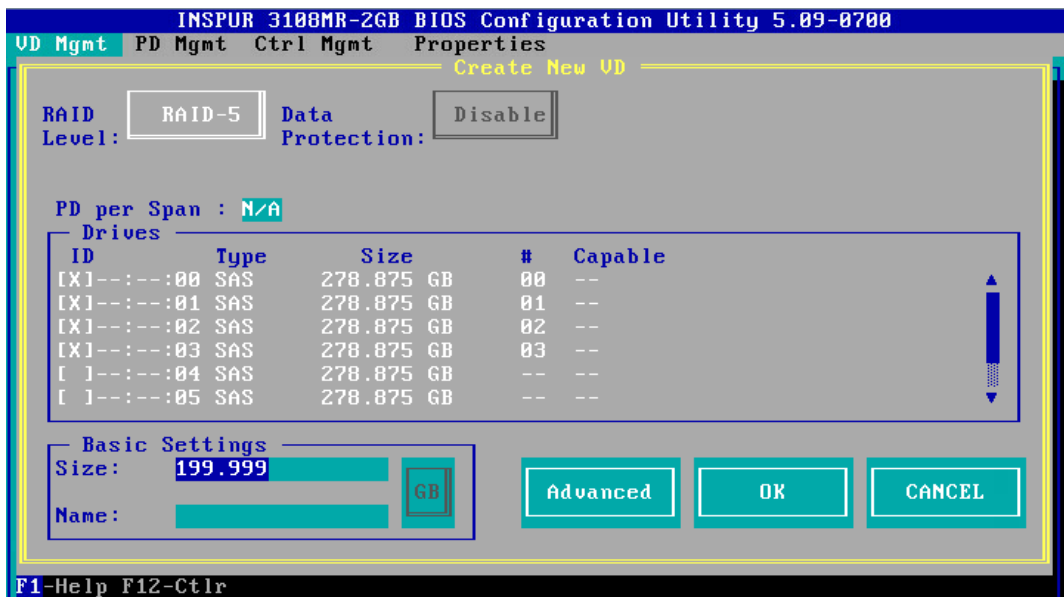 INSPUR 3108MR-2GB BIOS Configuration Utility 5.09-0700
VD Mgmt PD Mgmt Ctrl Mgmt Properties
Create New VD
RAID Level: RAID-5 Data Protection: Disable
PD per Span : N/A
Drives
ID Type Size # Capable
[X]--:--:00 SAS 278.875 GB 00 --
[X]--:--:01 SAS 278.875 GB 01 --
[X]--:--:02 SAS 278.875 GB 02 --
[X]--:--:03 SAS 278.875 GB 03 --
[ ]--:--:04 SAS 278.875 GB -- --
[ ]--:--:05 SAS 278.875 GB -- --
Basic Settings
Size: 199.999 GB
Name:
Advanced OK CANCEL
F1-Help F12-Ctlr